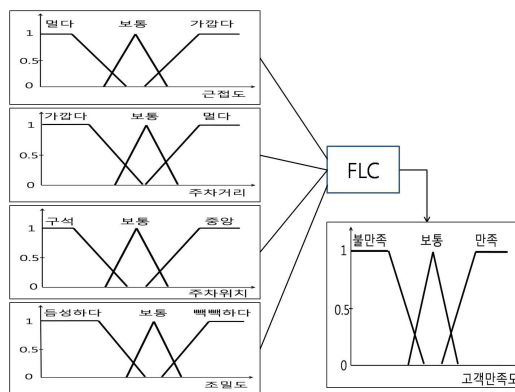 멀다 보통 가깝다
1
0.5
0
근접도
가깝다 보통 멀다
1
0.5
0
주차거리
구석 보통 중앙
1
0.5
0
주차위치
듬성하다 보통 빽빽하다
1
0.5
0
조밀도
FLC
불만족 보통 만족
1
0.5
0
고객만족도